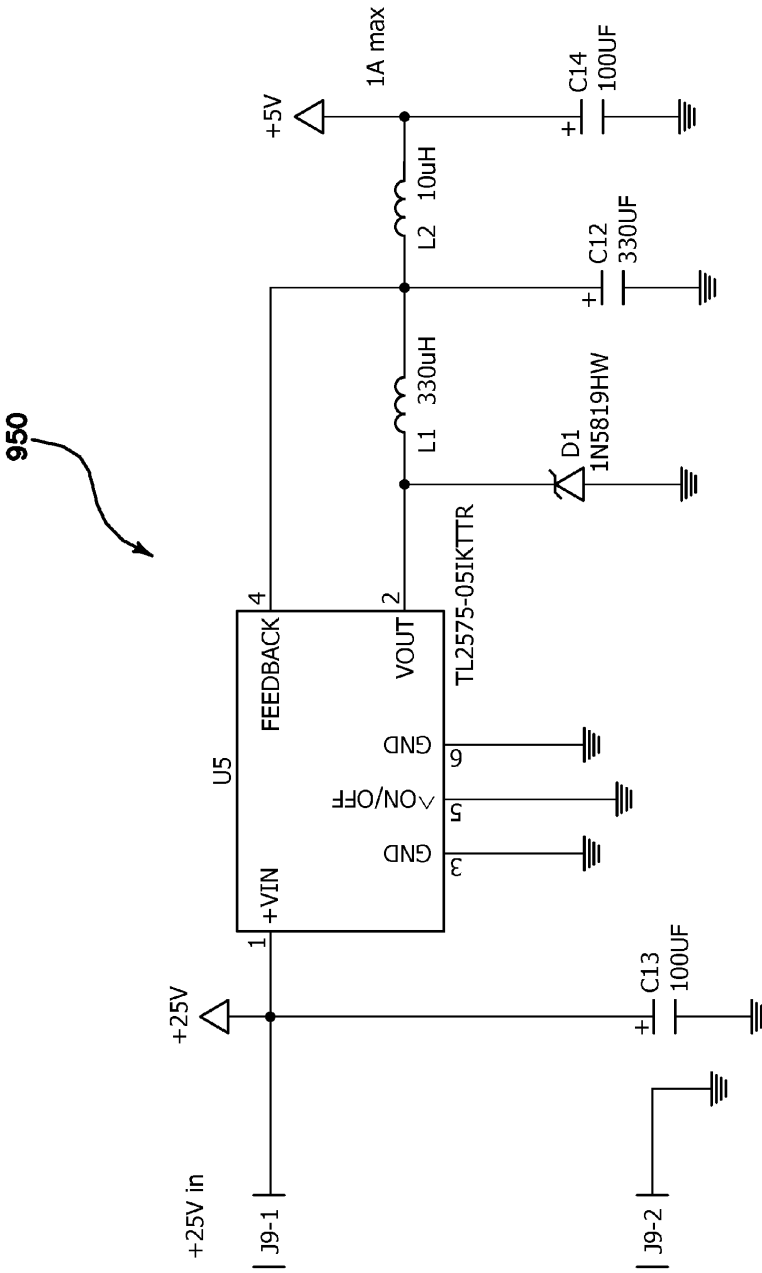 950
+25V in
J9-1
J9-2
+25V
C13
100UF
U5
1
+VIN
FEEDBACK
4
VOUT
2
GND
3
^ON/OFF
5
GND
6
TL2575-05IKTTR
D1
1N5819HW
L1
330uH
C12
330UF
L2
10uH
+5V
1A max
C14
100UF